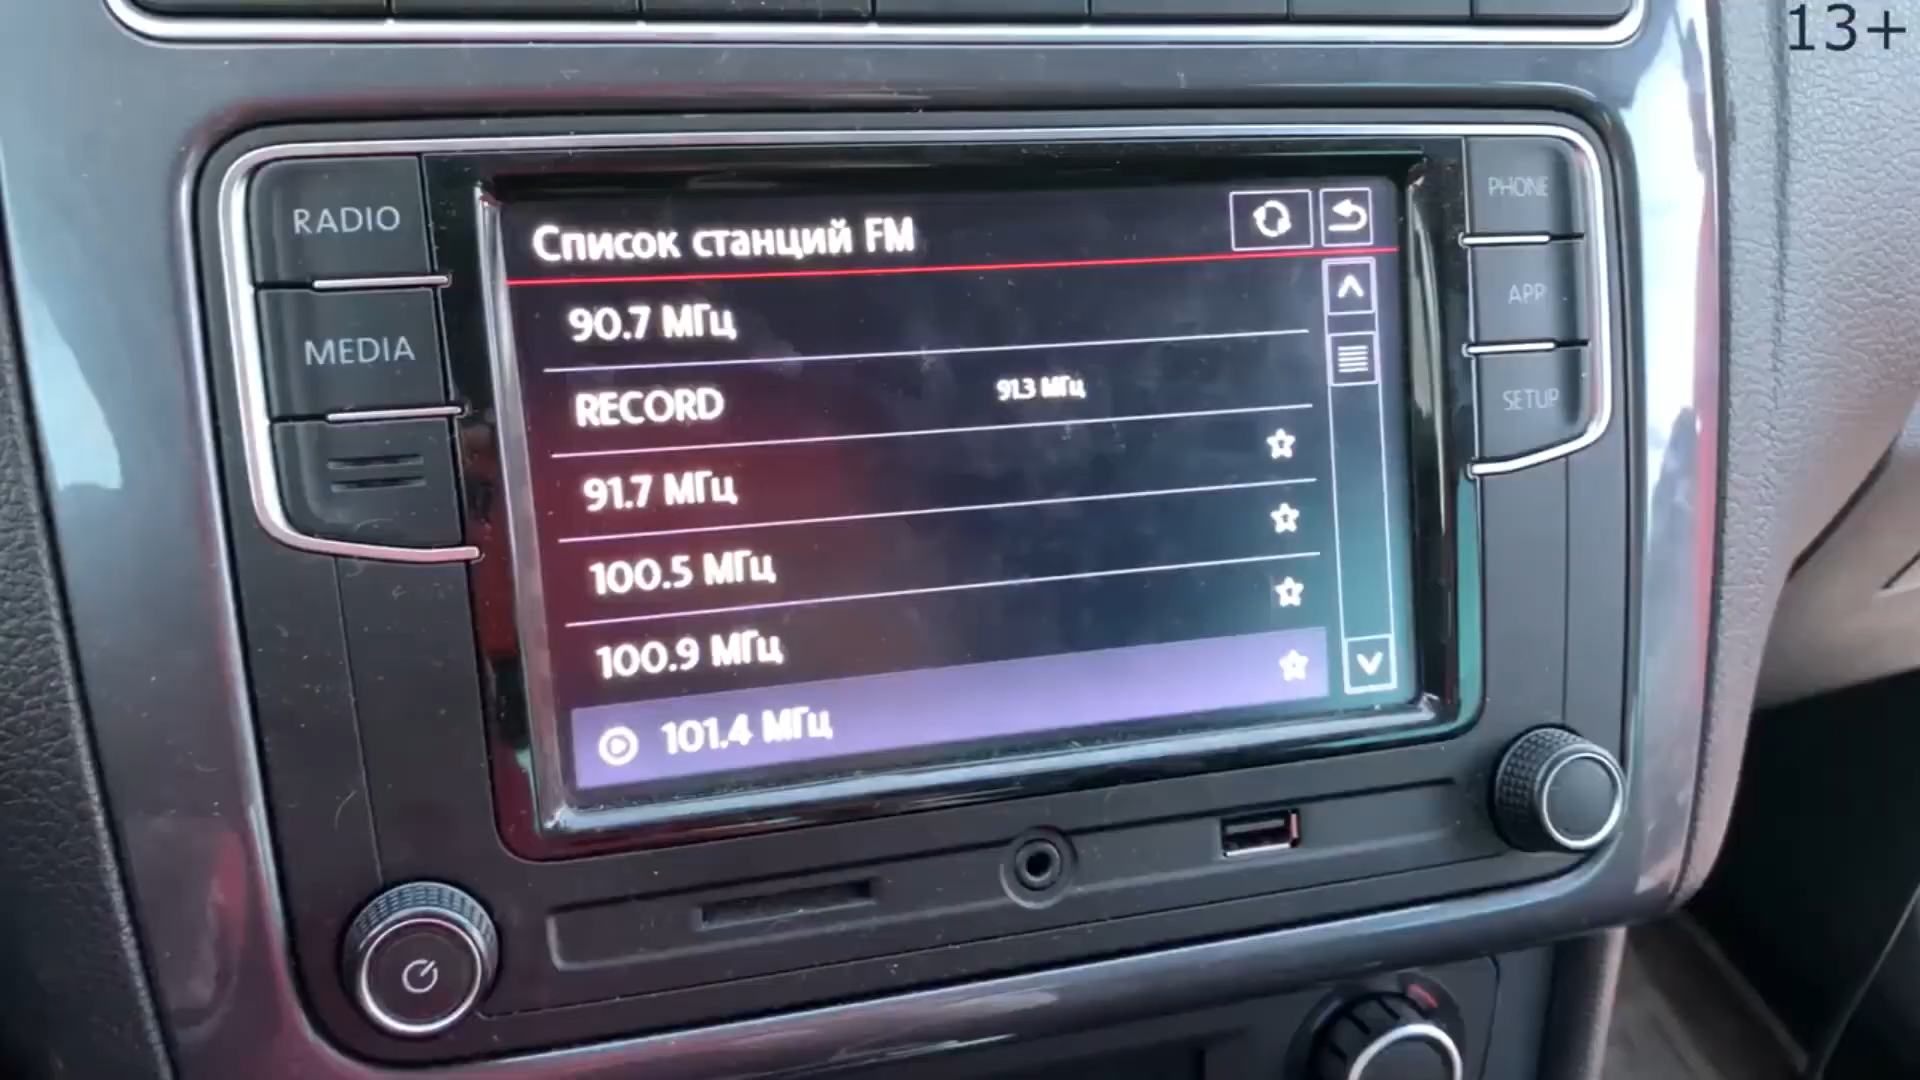 13+
RADIO
MEDIA
PHONE
APP
SETUP
Список станций FM
90.7 МГц
RECORD 91.3 МГц
91.7 МГц
100.5 МГц
100.9 МГц
101.4 МГц